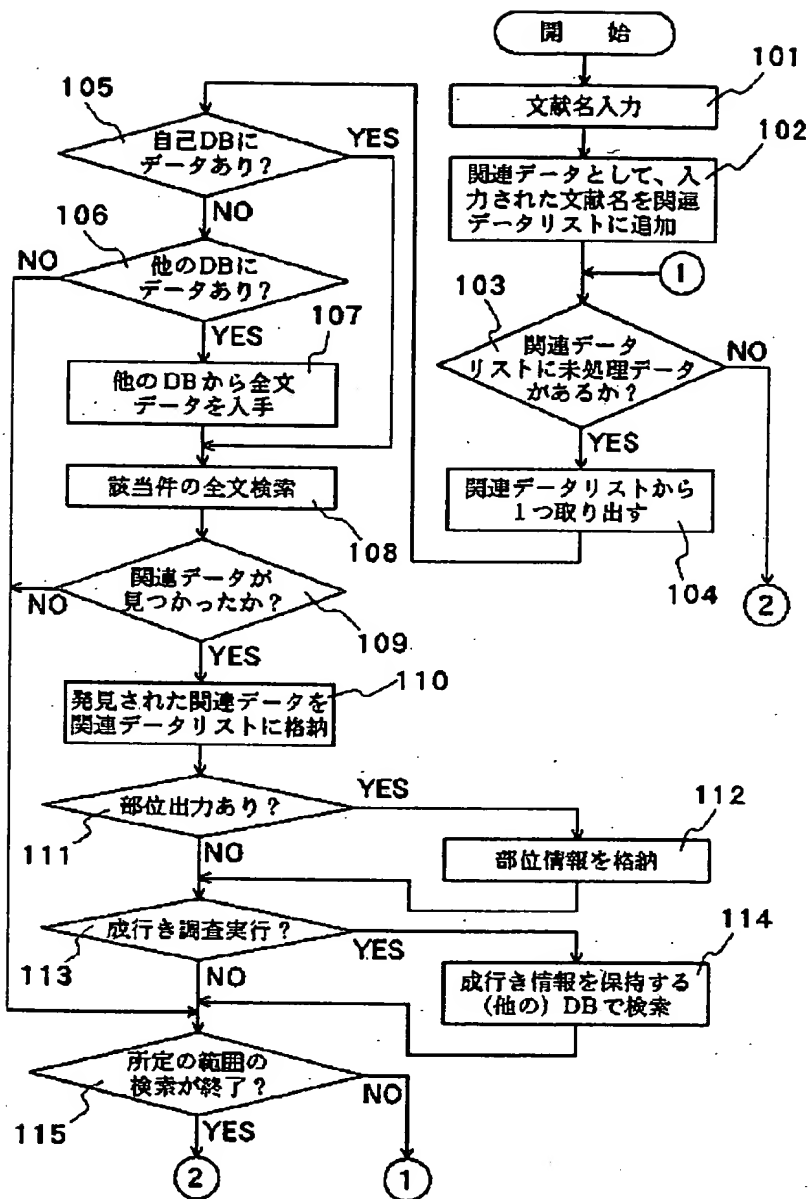 開 始
101
文献名入力
102
関連データとして、入
力された文献名を関連
データリストに追加
1
103
関連データ
リストに未処理データ
があるか?
NO
YES
関連データリストから
1つ取り出す
104
2
105
自己DBに
データあり?
YES
NO
106
他のDBに
データあり?
NO
YES
107
他のDBから全文
データを入手
該当件の全文検索
108
関連データが
見つかったか?
NO
109
YES
110
発見された関連データを
関連データリストに格納
部位出力あり?
YES
111
NO
112
部位情報を格納
成行き調査実行?
YES
113
NO
114
成行き情報を保持する
(他の) DBで検索
所定の範囲の
検索が終了?
NO
115
YES
2
1